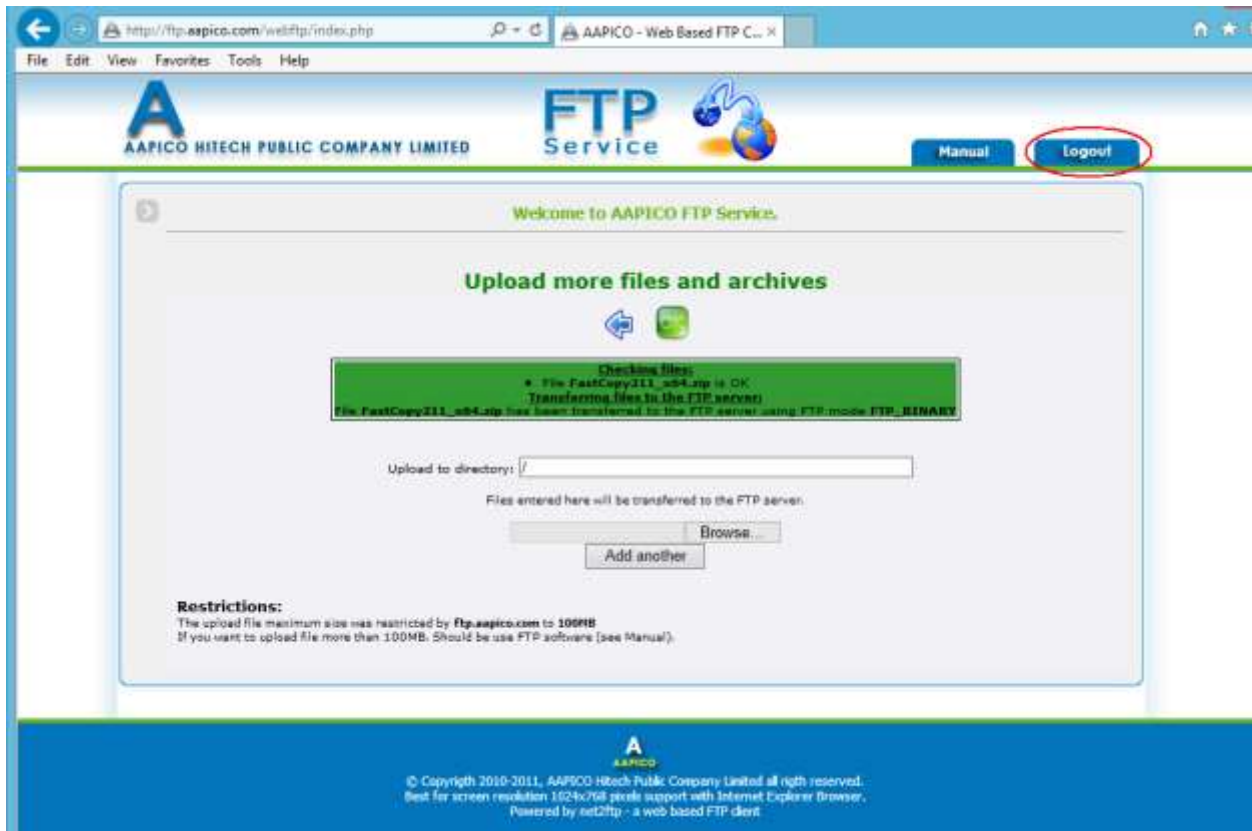 http://ftp.aapico.com/webftp/index.php
AAPICO - Web Based FTP C...
File Edit View Favorites Tools Help
A
AAPICO HITECH PUBLIC COMPANY LIMITED
FTP
Service
Manual
Logout
Welcome to AAPICO FTP Service.
Upload more files and archives
Checking files:
File FastCopy211_x64.zip is OK
Transferring files to the FTP server:
File FastCopy211_x64.zip has been transferred to the FTP server using FTP mode FTP_BINARY
Upload to directory: /
Files entered here will be transferred to the FTP server.
Browse...
Add another
Restrictions:
The upload file maximum size was restricted by ftp.aapico.com to 100MB
If you want to upload file more than 100MB. Should be use FTP software (see Manual).
A
AAPICO
© Copyrigth 2010-2011, AAPICO Hitech Public Company Limited all rigth reserved.
Best for screen resolution 1024x768 pixels support with Internet Explorer Browser.
Powered by net2ftp - a web based FTP client